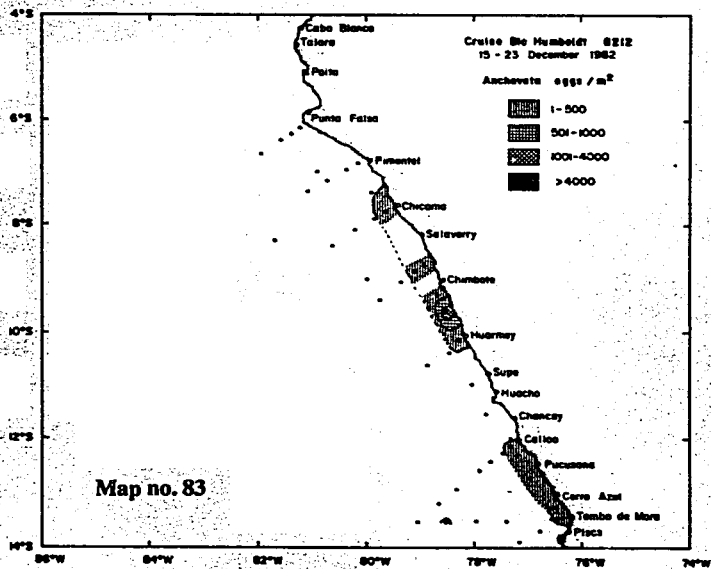 4°S
6°S
8°S
10°S
12°S
14°S
Cabo Blanco
Talara
Paita
Punta Falsa
Pimentel
Chicama
Salaverry
Chimbote
Huarmey
Supe
Huacho
Chancay
Callao
Pucusana
Cerro Azul
Tambo de Mora
Pisco
Cruise Bic Humboldt 8212
15 - 23 December 1982
Anchoveta eggs / m²
1-500
501-1000
1001-4000
>4000
Map no. 83
86°W
84°W
82°W
80°W
78°W
76°W
74°W